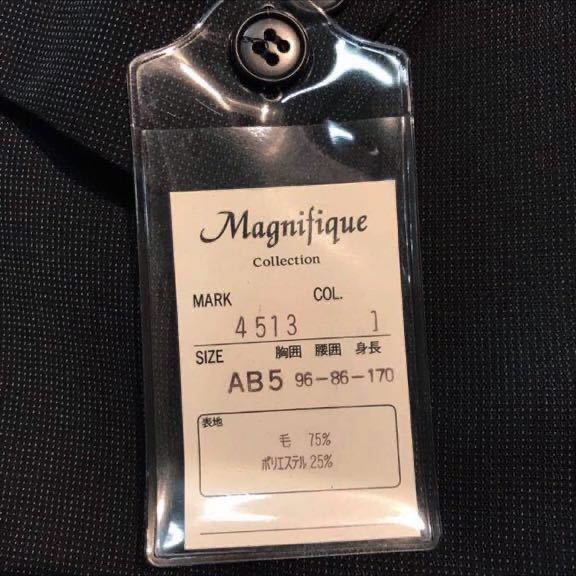 Magnifique
Collection
MARK COL.
4513 1
SIZE 胸囲 腰囲 身長
AB5 96-86-170
表地
毛 75%
ポリエステル 25%